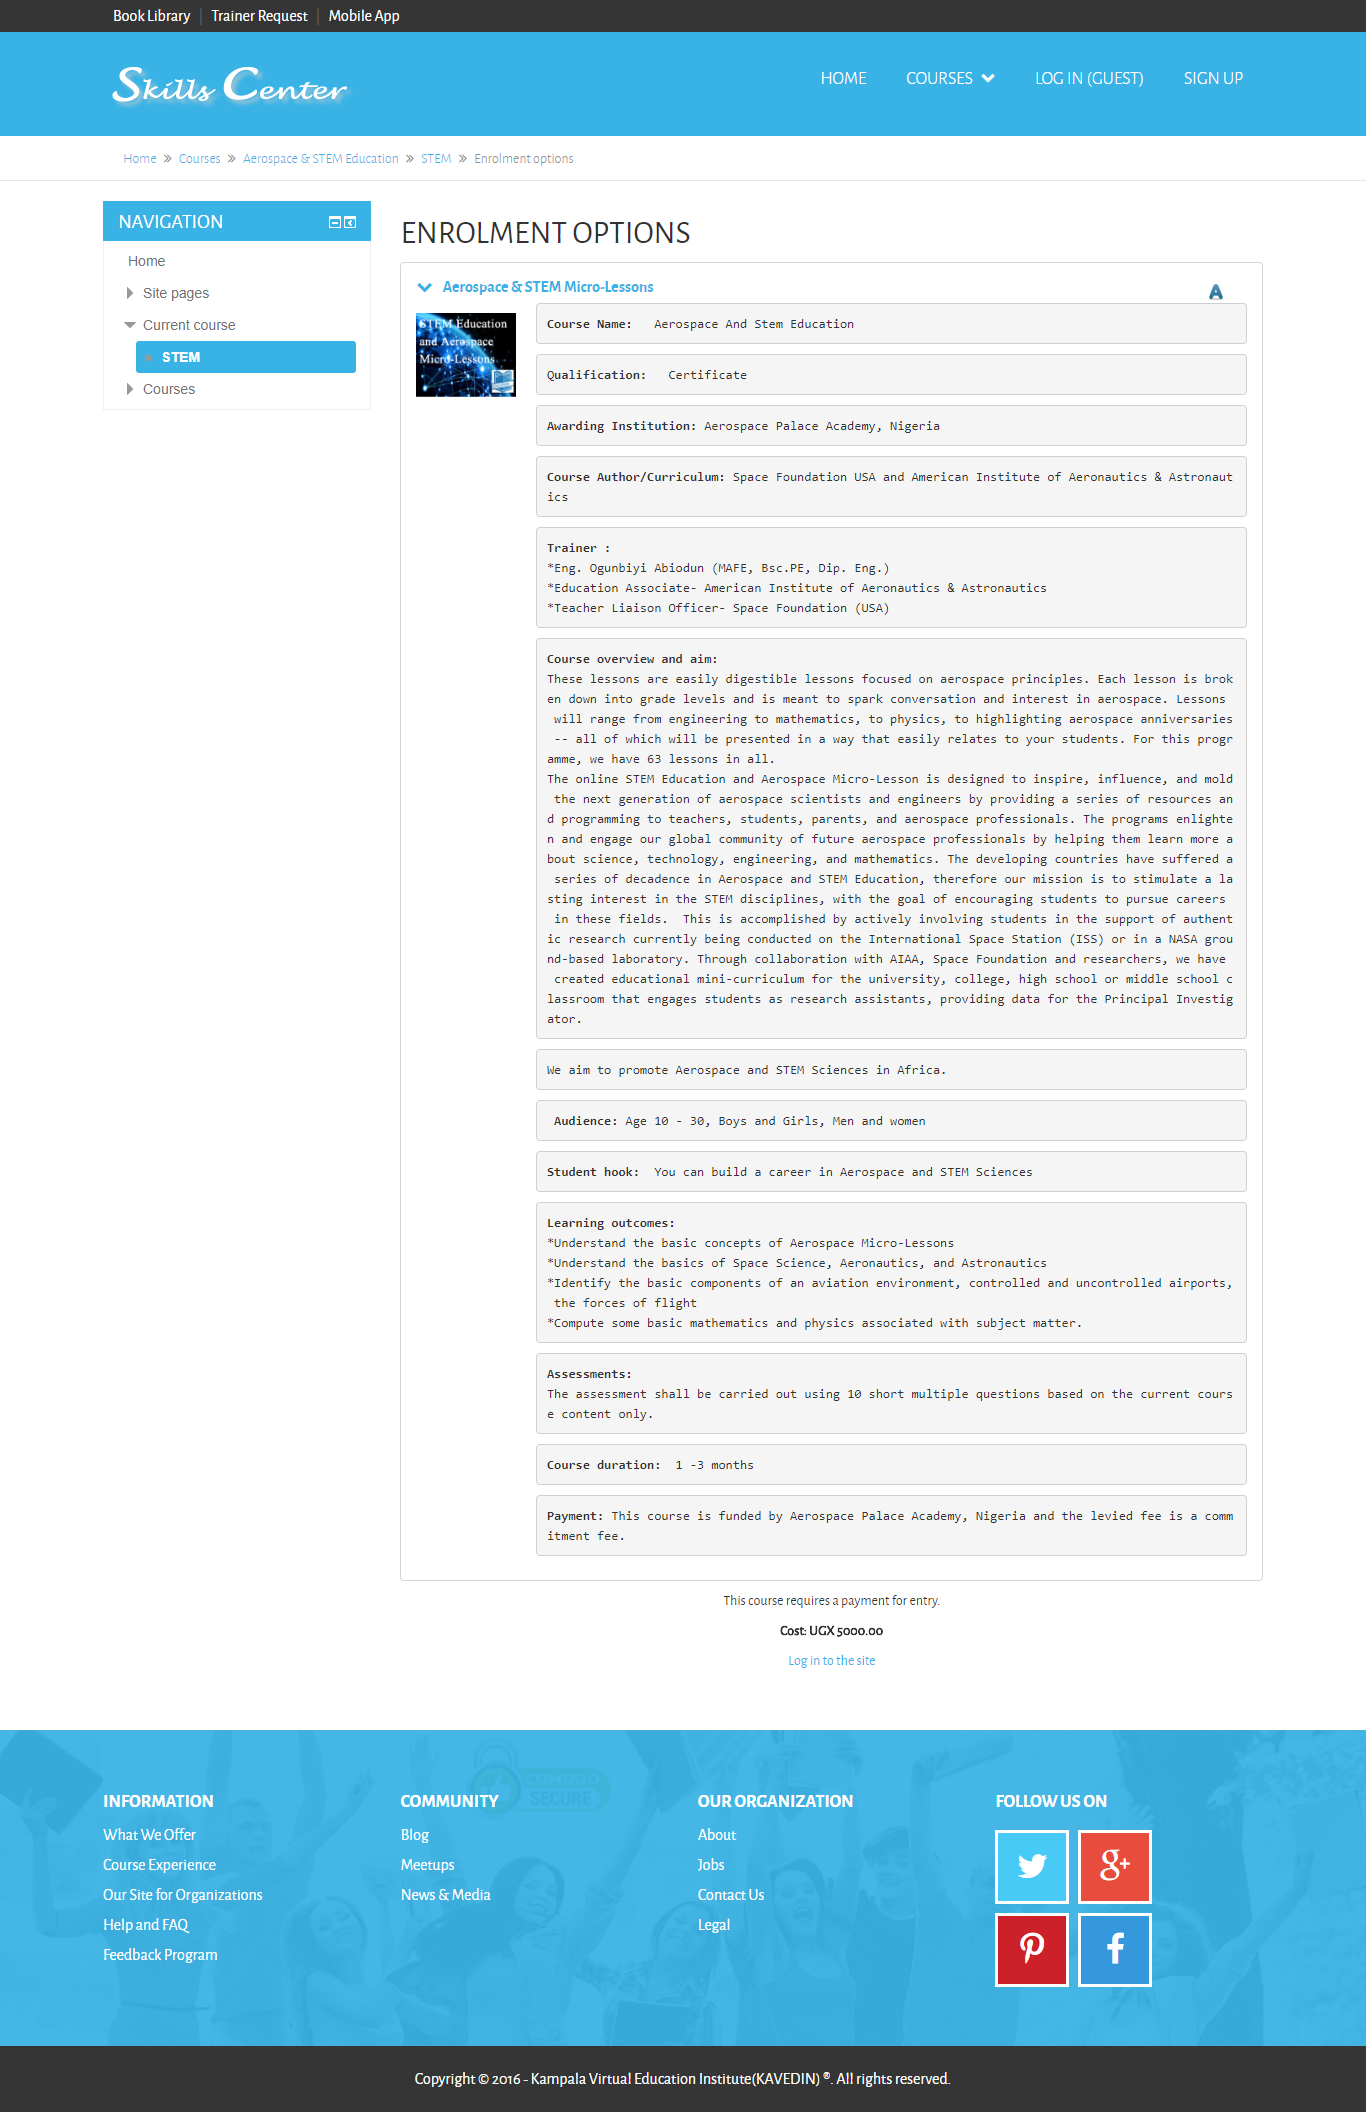 Book Library | Trainer Request | Mobile App
Skills Center
HOME COURSES LOG IN (GUEST) SIGN UP
Home » Courses » Aerospace & STEM Education » STEM » Enrolment options
NAVIGATION
Home
Site pages
Current course
STEM
Courses
ENROLMENT OPTIONS
Aerospace & STEM Micro-Lessons
STEM Education
and Aerospace
Micro-Lessons
Course Name: Aerospace And Stem Education
Qualification: Certificate
Awarding Institution: Aerospace Palace Academy, Nigeria
Course Author/Curriculum: Space Foundation USA and American Institute of Aeronautics & Astronaut
ics
Trainer :
*Eng. Ogunbiyi Abiodun (MAFE, Bsc.PE, Dip. Eng.)
*Education Associate- American Institute of Aeronautics & Astronautics
*Teacher Liaison Officer- Space Foundation (USA)
Course overview and aim:
These lessons are easily digestible lessons focused on aerospace principles. Each lesson is brok
en down into grade levels and is meant to spark conversation and interest in aerospace. Lessons
will range from engineering to mathematics, to physics, to highlighting aerospace anniversaries
-- all of which will be presented in a way that easily relates to your students. For this progr
amme, we have 63 lessons in all.
The online STEM Education and Aerospace Micro-Lesson is designed to inspire, influence, and mold
the next generation of aerospace scientists and engineers by providing a series of resources an
d programming to teachers, students, parents, and aerospace professionals. The programs enlighte
n and engage our global community of future aerospace professionals by helping them learn more a
bout science, technology, engineering, and mathematics. The developing countries have suffered a
series of decadence in Aerospace and STEM Education, therefore our mission is to stimulate a la
sting interest in the STEM disciplines, with the goal of encouraging students to pursue careers
in these fields. This is accomplished by actively involving students in the support of authent
ic research currently being conducted on the International Space Station (ISS) or in a NASA grou
nd-based laboratory. Through collaboration with AIAA, Space Foundation and researchers, we have
created educational mini-curriculum for the university, college, high school or middle school c
lassroom that engages students as research assistants, providing data for the Principal Investig
ator.
We aim to promote Aerospace and STEM Sciences in Africa.
Audience: Age 10 - 30, Boys and Girls, Men and women
Student hook: You can build a career in Aerospace and STEM Sciences
Learning outcomes:
*Understand the basic concepts of Aerospace Micro-Lessons
*Understand the basics of Space Science, Aeronautics, and Astronautics
*Identify the basic components of an aviation environment, controlled and uncontrolled airports,
the forces of flight
*Compute some basic mathematics and physics associated with subject matter.
Assessments:
The assessment shall be carried out using 10 short multiple questions based on the current cours
e content only.
Course duration: 1 -3 months
Payment: This course is funded by Aerospace Palace Academy, Nigeria and the levied fee is a comm
itment fee.
This course requires a payment for entry.
Cost: UGX 5000.00
Log in to the site
COMODO
SECURE
INFORMATION
What We Offer
Course Experience
Our Site for Organizations
Help and FAQ
Feedback Program
COMMUNITY
Blog
Meetups
News & Media
OUR ORGANIZATION
About
Jobs
Contact Us
Legal
FOLLOW US ON
Copyright © 2016 - Kampala Virtual Education Institute(KAVEDIN) ®. All rights reserved.